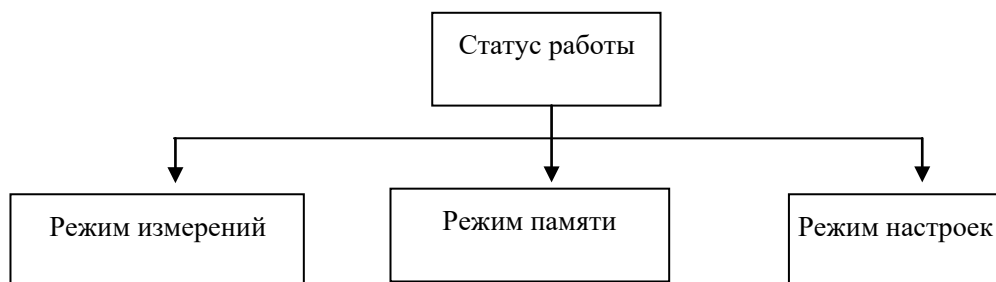 Статус работы
Режим измерений
Режим памяти
Режим настроек